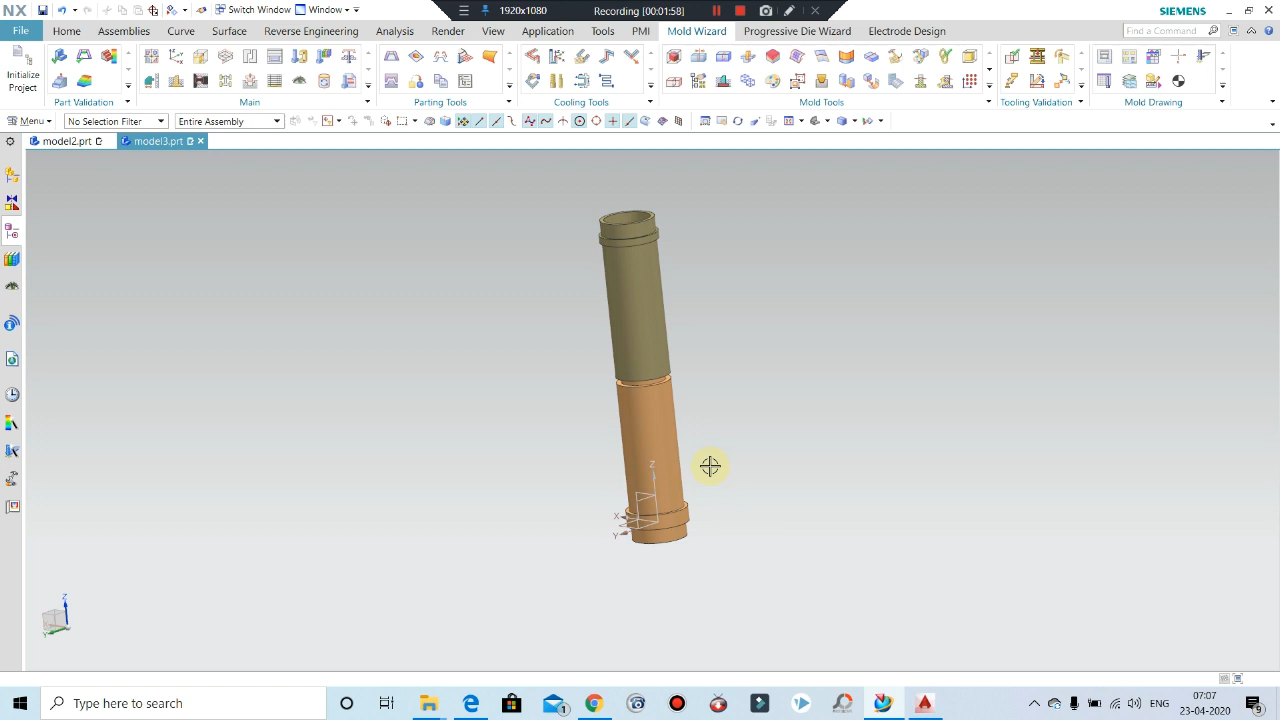 NX
Switch Window
Window
1920x1080
Recording [00:01:58]
SIEMENS
File
Home
Curve
Surface
Reverse Engineering
Analysis
Render
View
Application
Tools
PMI
Mold Wizard
Progressive Die Wizard
Electrode Design
Find a Command
Initialize
Project
Part Validation
Main
Parting Tools
Cooling Tools
Mold Tools
Tooling Validation
Mold Drawing
Menu
No Selection Filter
Entire Assembly
model2.prt
model3.prt
Z
X
Y
Z
Y
Type here to search
1
ENG
07:07
23-04-2020